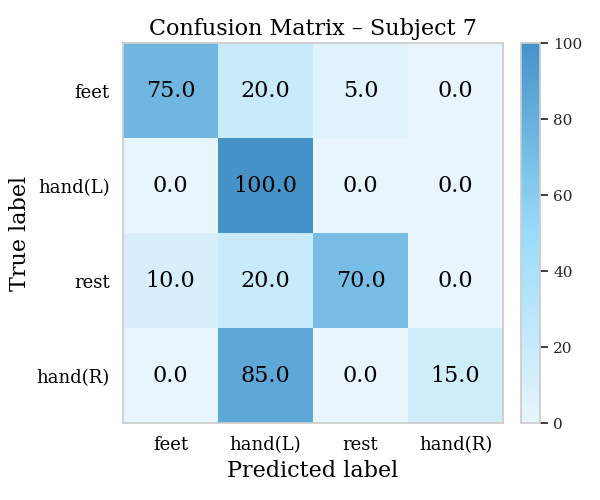 Confusion Matrix – Subject 7
True label
feet 75.0 20.0 5.0 0.0
hand(L) 0.0 100.0 0.0 0.0
rest 10.0 20.0 70.0 0.0
hand(R) 0.0 85.0 0.0 15.0
feet hand(L) rest hand(R)
Predicted label
100
80
60
40
20
0